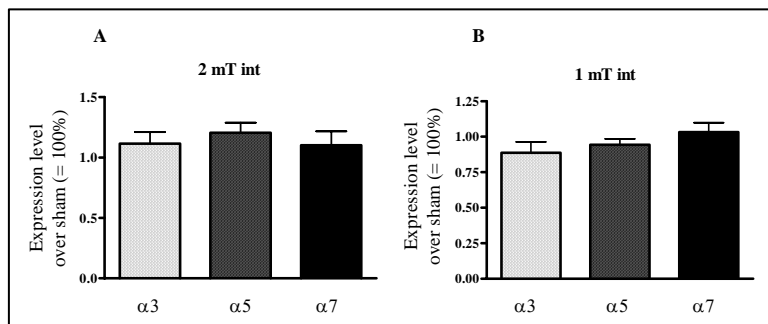 A
2 mT int
Expression level
over sham (= 100%)
1.5
1.0
0.5
0.0
α3 α5 α7
B
1 mT int
Expression level
over sham (= 100%)
1.25
1.00
0.75
0.50
0.25
0.00
α3 α5 α7